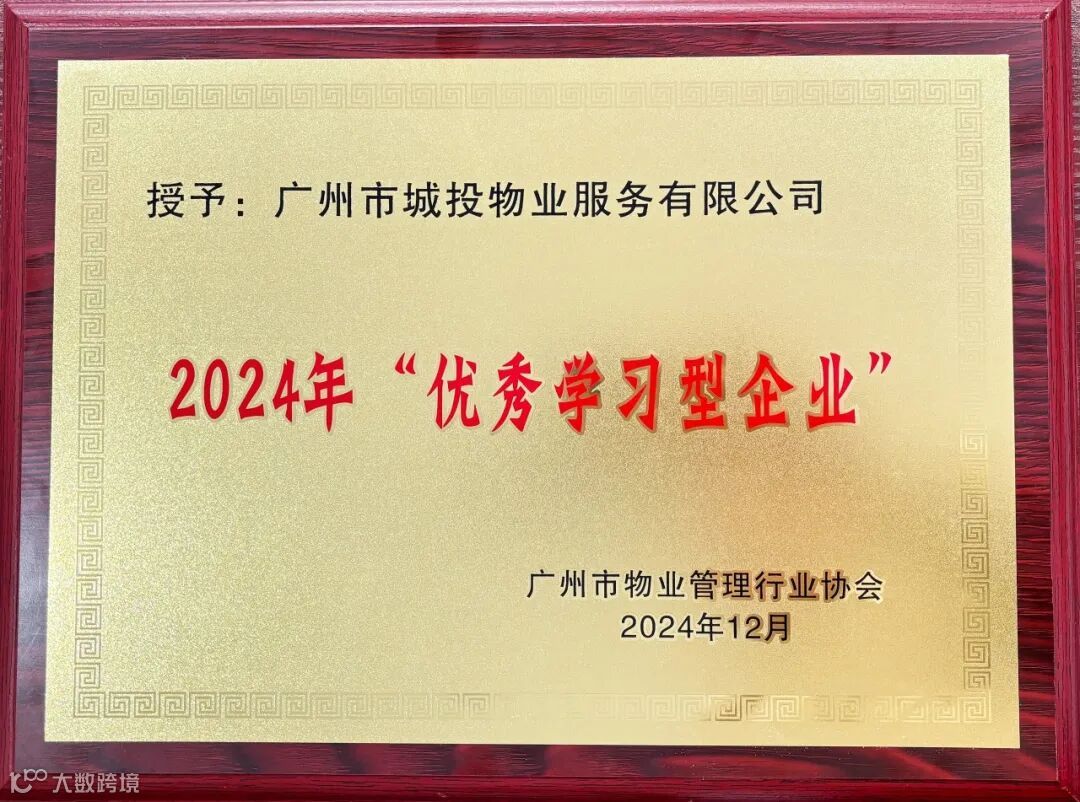 授予：广州市城投物业服务有限公司
2024年“优秀学习型企业”
广州市物业管理行业协会
2024年12月
大数跨境